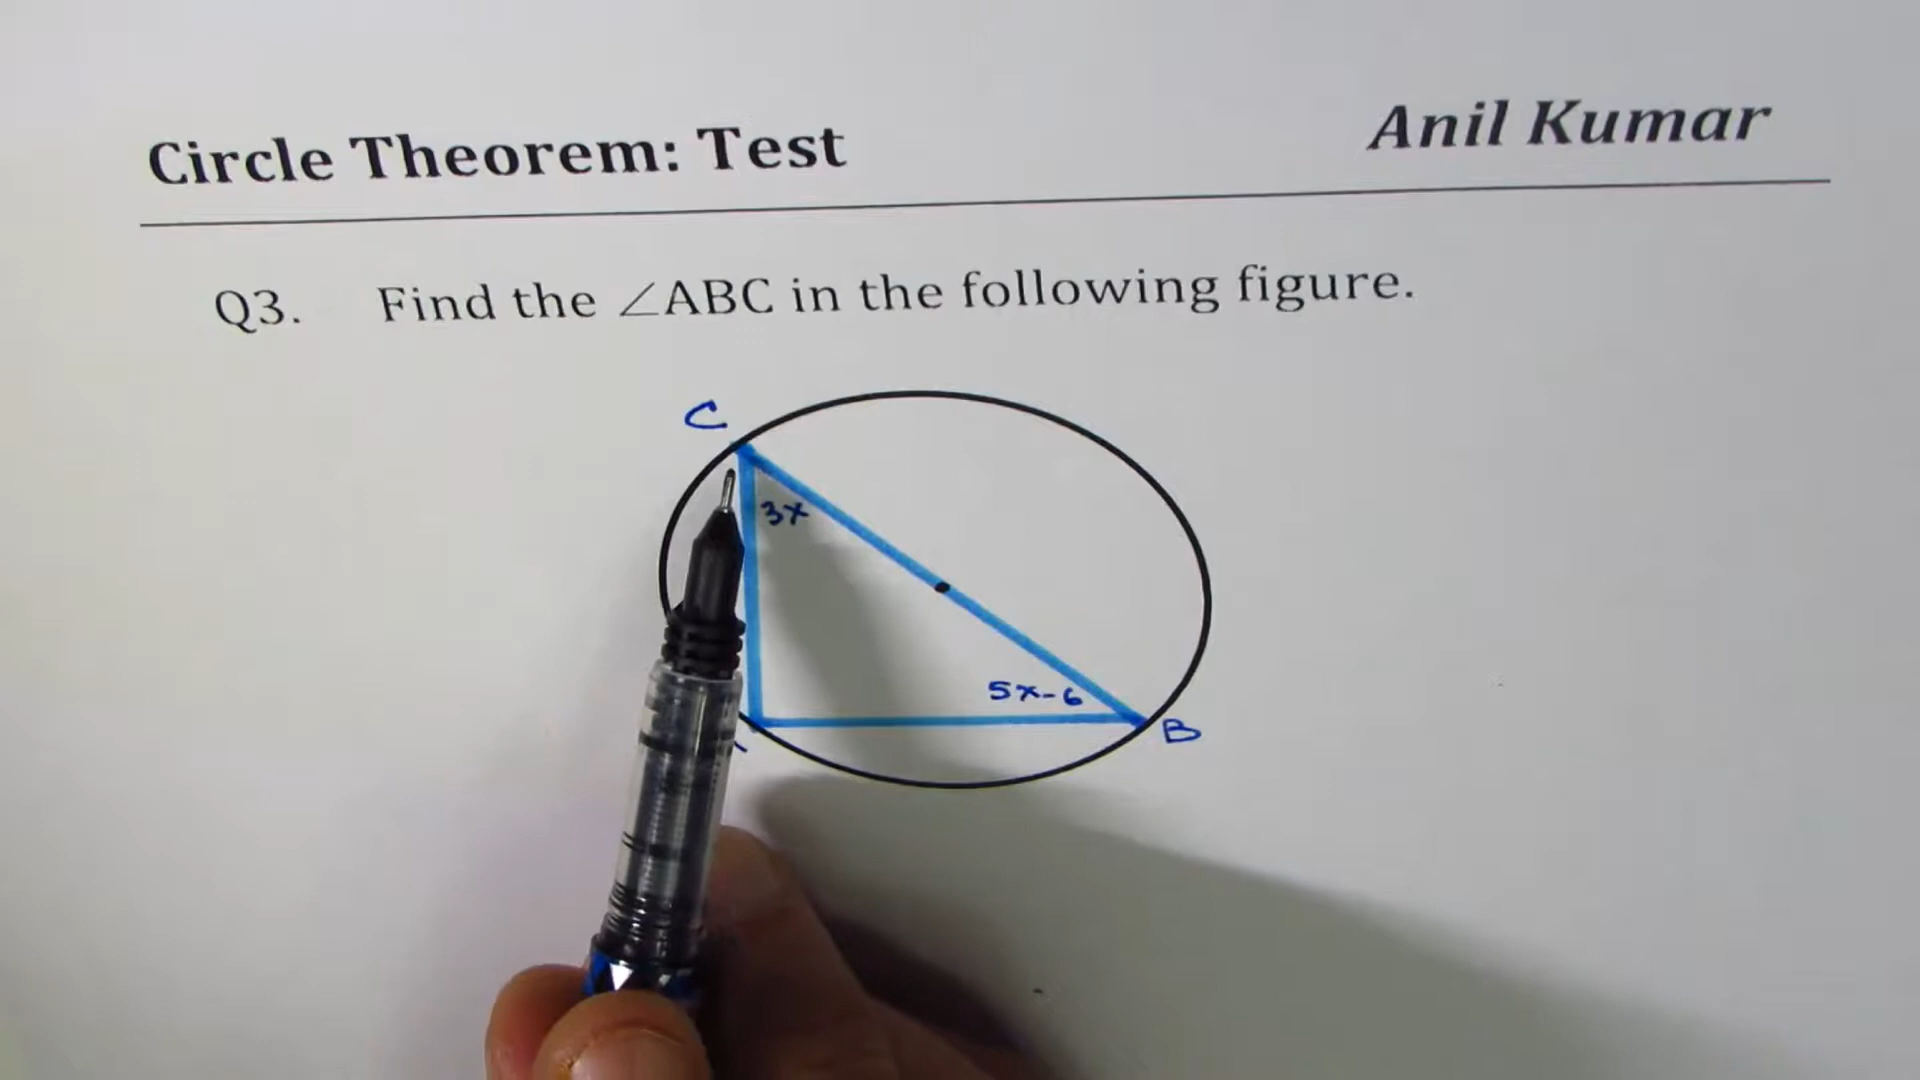 Circle Theorem: Test
Anil Kumar
Q3. Find the ∠ABC in the following figure.
C
3x
5x-6
B